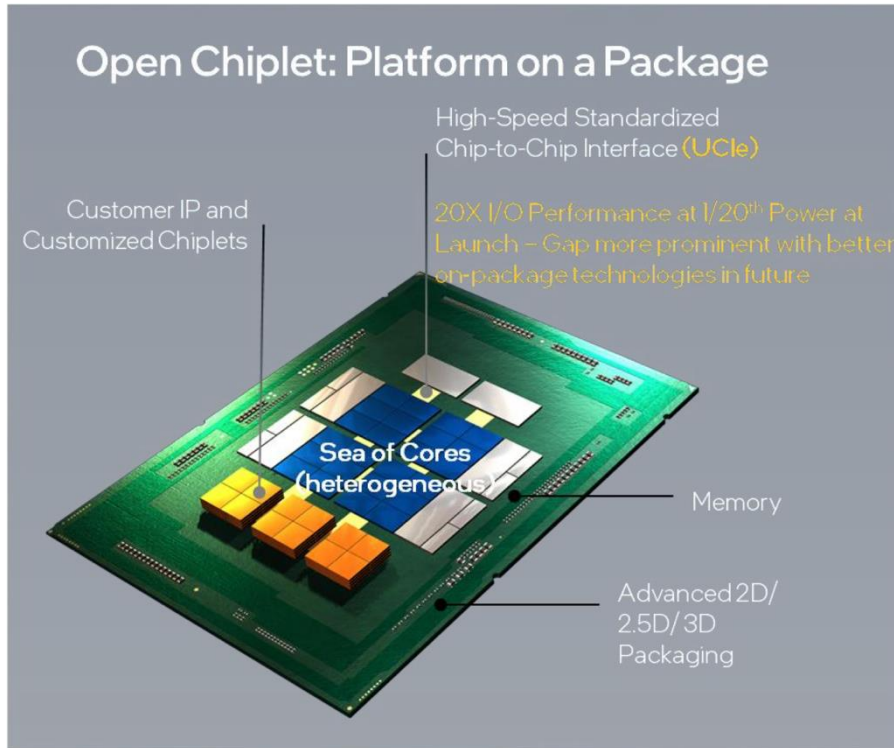 Open Chiplet: Platform on a Package
High-Speed Standardized
Chip-to-Chip Interface (UCIe)
20X I/O Performance at 1/20th Power at
Launch – Gap more prominent with better
on-package technologies in future
Customer IP and
Customized Chiplets
Sea of Cores
(heterogeneous)
Memory
Advanced 2D/
2.5D/3D
Packaging